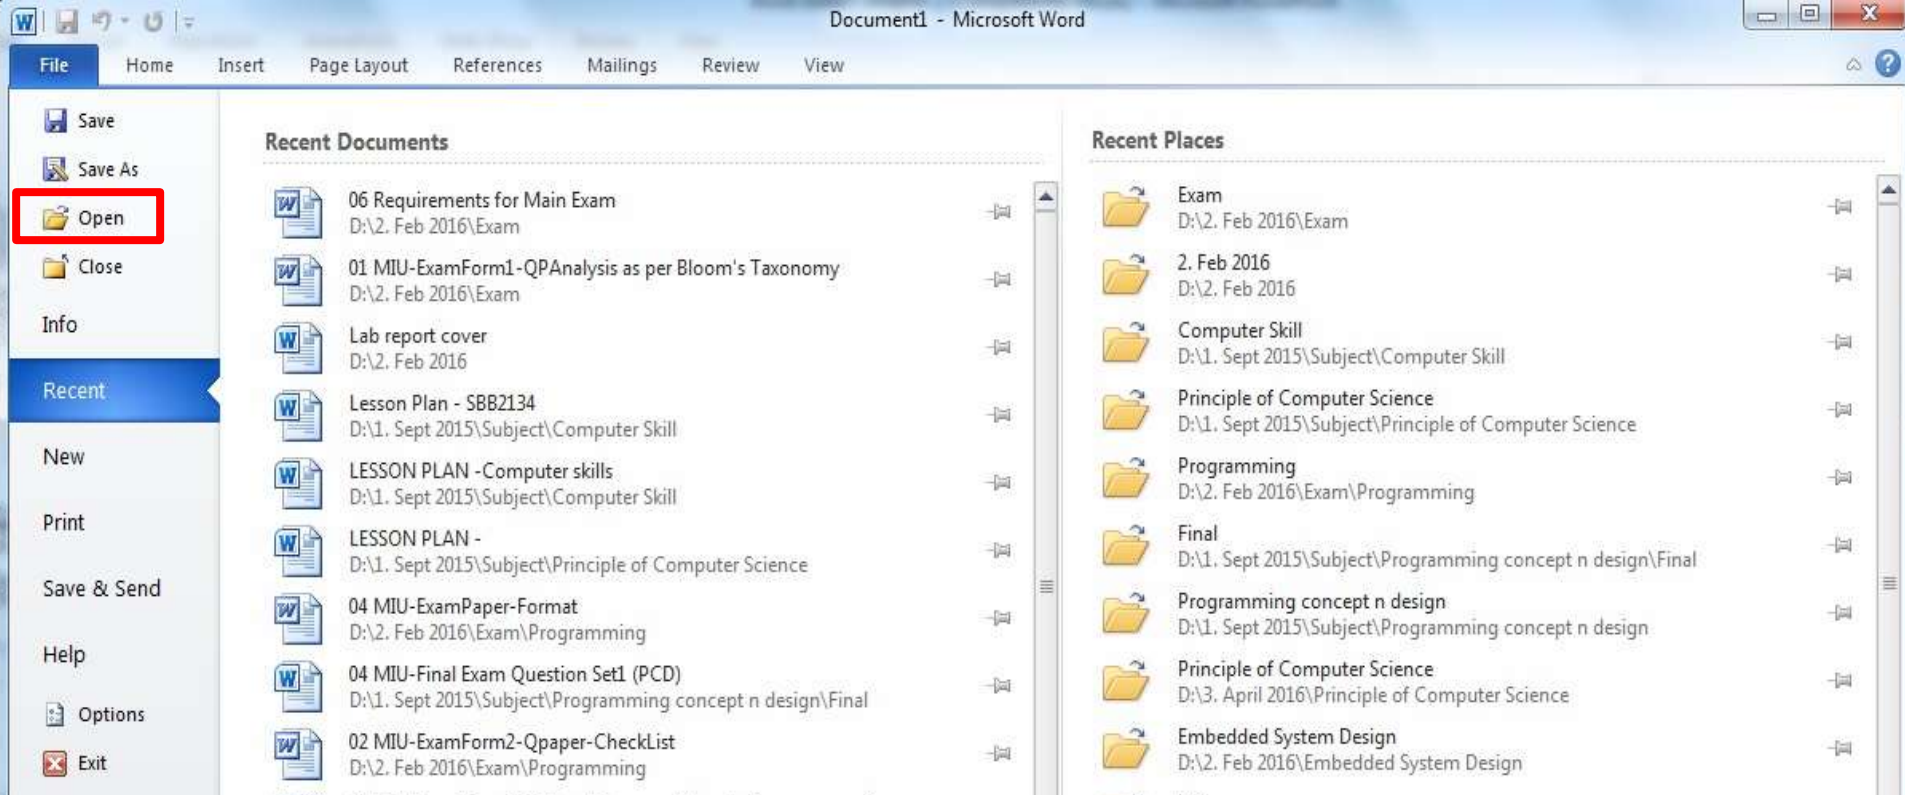 Document1 - Microsoft Word
File Home Insert Page Layout References Mailings Review View
Save
Save As
Open
Close
Info
Recent
New
Print
Save & Send
Help
Options
Exit
Recent Documents
06 Requirements for Main Exam
D:\2. Feb 2016\Exam
01 MIU-ExamForm1-QPAnalysis as per Bloom's Taxonomy
D:\2. Feb 2016\Exam
Lab report cover
D:\2. Feb 2016
Lesson Plan - SBB2134
D:\1. Sept 2015\Subject\Computer Skill
LESSON PLAN -Computer skills
D:\1. Sept 2015\Subject\Computer Skill
LESSON PLAN -
D:\1. Sept 2015\Subject\Principle of Computer Science
04 MIU-ExamPaper-Format
D:\2. Feb 2016\Exam\Programming
04 MIU-Final Exam Question Set1 (PCD)
D:\1. Sept 2015\Subject\Programming concept n design\Final
02 MIU-ExamForm2-Qpaper-CheckList
D:\2. Feb 2016\Exam\Programming
Recent Places
Exam
D:\2. Feb 2016\Exam
2. Feb 2016
D:\2. Feb 2016
Computer Skill
D:\1. Sept 2015\Subject\Computer Skill
Principle of Computer Science
D:\1. Sept 2015\Subject\Principle of Computer Science
Programming
D:\2. Feb 2016\Exam\Programming
Final
D:\1. Sept 2015\Subject\Programming concept n design\Final
Programming concept n design
D:\1. Sept 2015\Subject\Programming concept n design
Principle of Computer Science
D:\3. April 2016\Principle of Computer Science
Embedded System Design
D:\2. Feb 2016\Embedded System Design